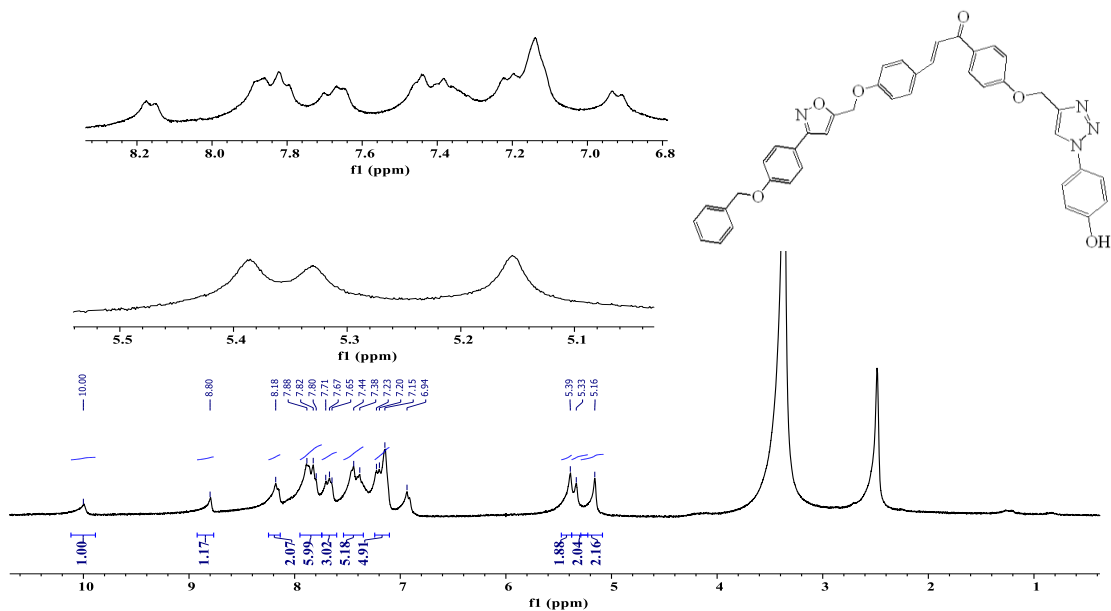 8.2 8.0 7.8 7.6 7.4 7.2 7.0 6.8
f1 (ppm)
5.5 5.4 5.3 5.2 5.1
f1 (ppm)
O
O
O
N
O
N
N
N
O
OH
10.00
8.80
8.18
7.88
7.82
7.80
7.71
7.67
7.65
7.44
7.38
7.23
7.20
7.15
6.94
5.39
5.33
5.16
1.00
1.17
2.07
5.99
3.02
5.18
4.91
1.88
2.04
2.16
10 9 8 7 6 5 4 3 2 1
f1 (ppm)